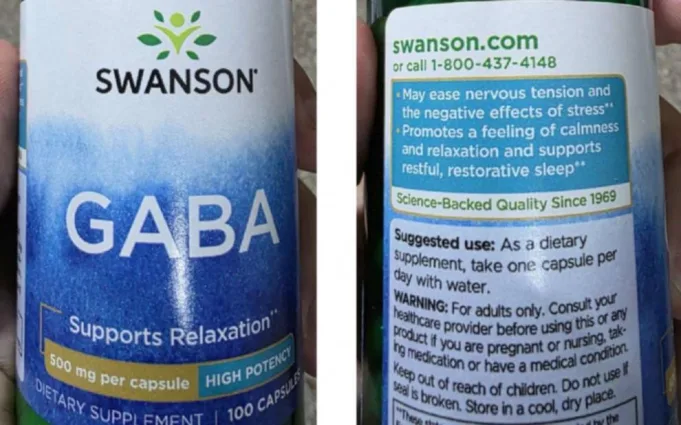 SWANSON
GABA
Supports Relaxation**
500 mg per capsule HIGH POTENCY
DIETARY SUPPLEMENT | 100 CAPSULES
swanson.com
or call 1-800-437-4148
• May ease nervous tension and
the negative effects of stress**
• Promotes a feeling of calmness
and relaxation and supports
restful, restorative sleep**
Science-Backed Quality Since 1969
Suggested use: As a dietary
supplement, take one capsule per
day with water.
WARNING: For adults only. Consult your
healthcare provider before using this or any
product if you are pregnant or nursing, tak-
ing medication or have a medical condition.
Keep out of reach of children. Do not use if
seal is broken. Store in a cool, dry place.
**These